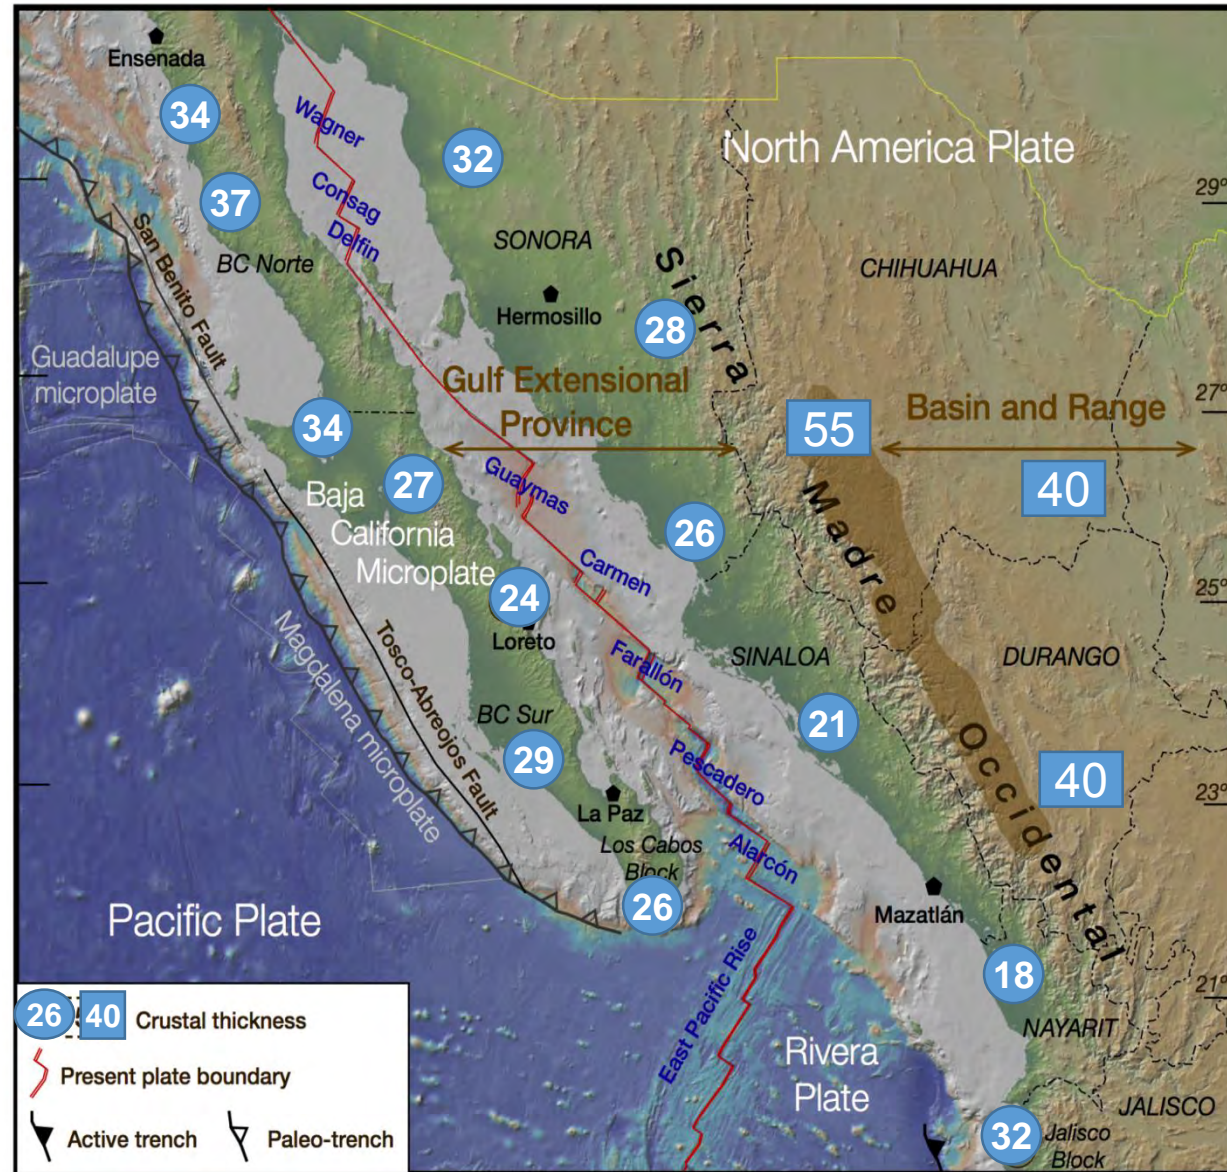 Ensenada
34
Wagner
32
North America Plate
29°
37
Consag
San Benito Fault
BC Norte
Delfin
SONORA
Sierra
CHIHUAHUA
Hermosillo
28
Guadalupe
microplate
Gulf Extensional
Province
Basin and Range
27°
34
55
27
Guaymas
40
Baja
California
Microplate
26
Madre
Carmen
24
25°
Loreto
Magdalena microplate
Tosco-Abreojos Fault
Farallón
SINALOA
DURANGO
BC Sur
21
29
Pescadero
Occidental
40
23°
La Paz
Los Cabos
Block
Alarcón
26
Mazatlán
Pacific Plate
East Pacific Rise
18
21°
NAYARIT
26 40 Crustal thickness
Present plate boundary
Active trench Paleo-trench
Rivera
Plate
JALISCO
32
Jalisco
Block